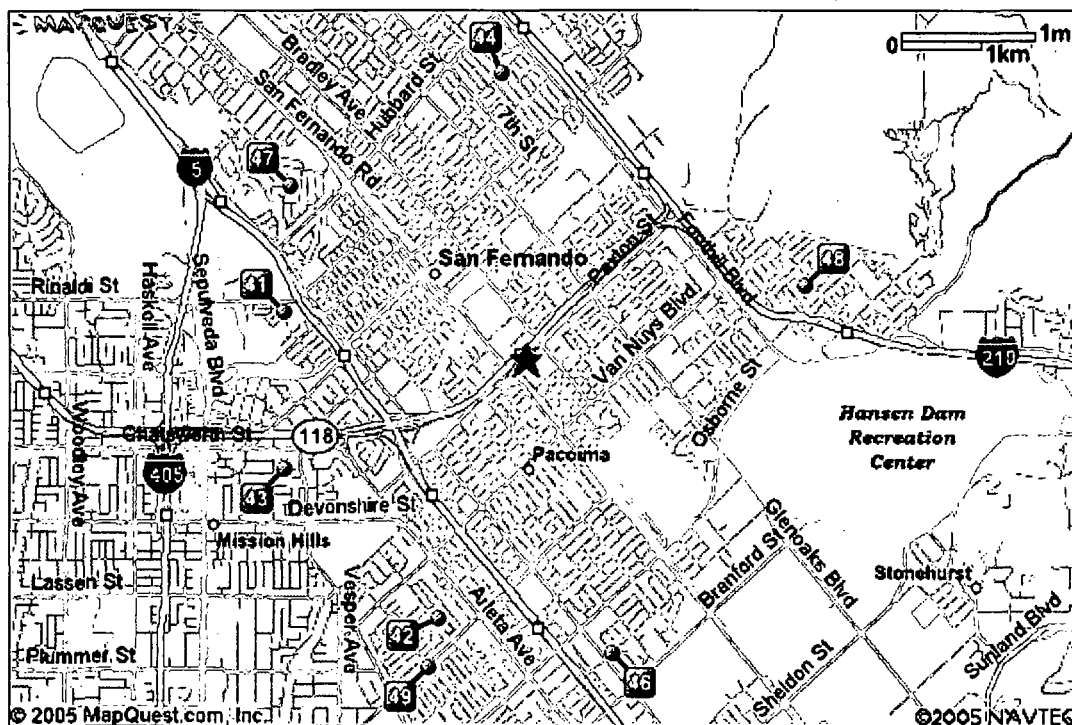 MAPQUEST
44
0
1m
1km
Bradley Ave
Hubbard St
San Fernando Rd
7th St
47
5
San Fernando
Paxton St
Foothill Blvd
48
Rinaldi St
Haskell Ave
Sepulveda Blvd
41
Van Nuys Blvd
210
Osborne St
Hansen Dam
Recreation
Center
Woodley Ave
Chatsworth St
118
405
43
Pacoima
Devonshire St
Mission Hills
Glenoaks Blvd
Branford St
Stonehurst
Lassen St
Vesper Ave
Arleta Ave
42
Plummer St
49
46
Sheldon St
Sunland Blvd
© 2005 MapQuest.com, Inc.
©2005 NAVTEQ